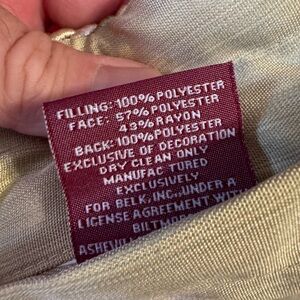 FILLING: 100% POLYESTER
FACE: 57% POLYESTER
43% RAYON
BACK: 100% POLYESTER
EXCLUSIVE OF DECORATION
DRY CLEAN ONLY
MANUFAC TURED
EXCLUSIVELY
FOR BELK, INC., UNDER A
LICENSE AGREEMENT WITH